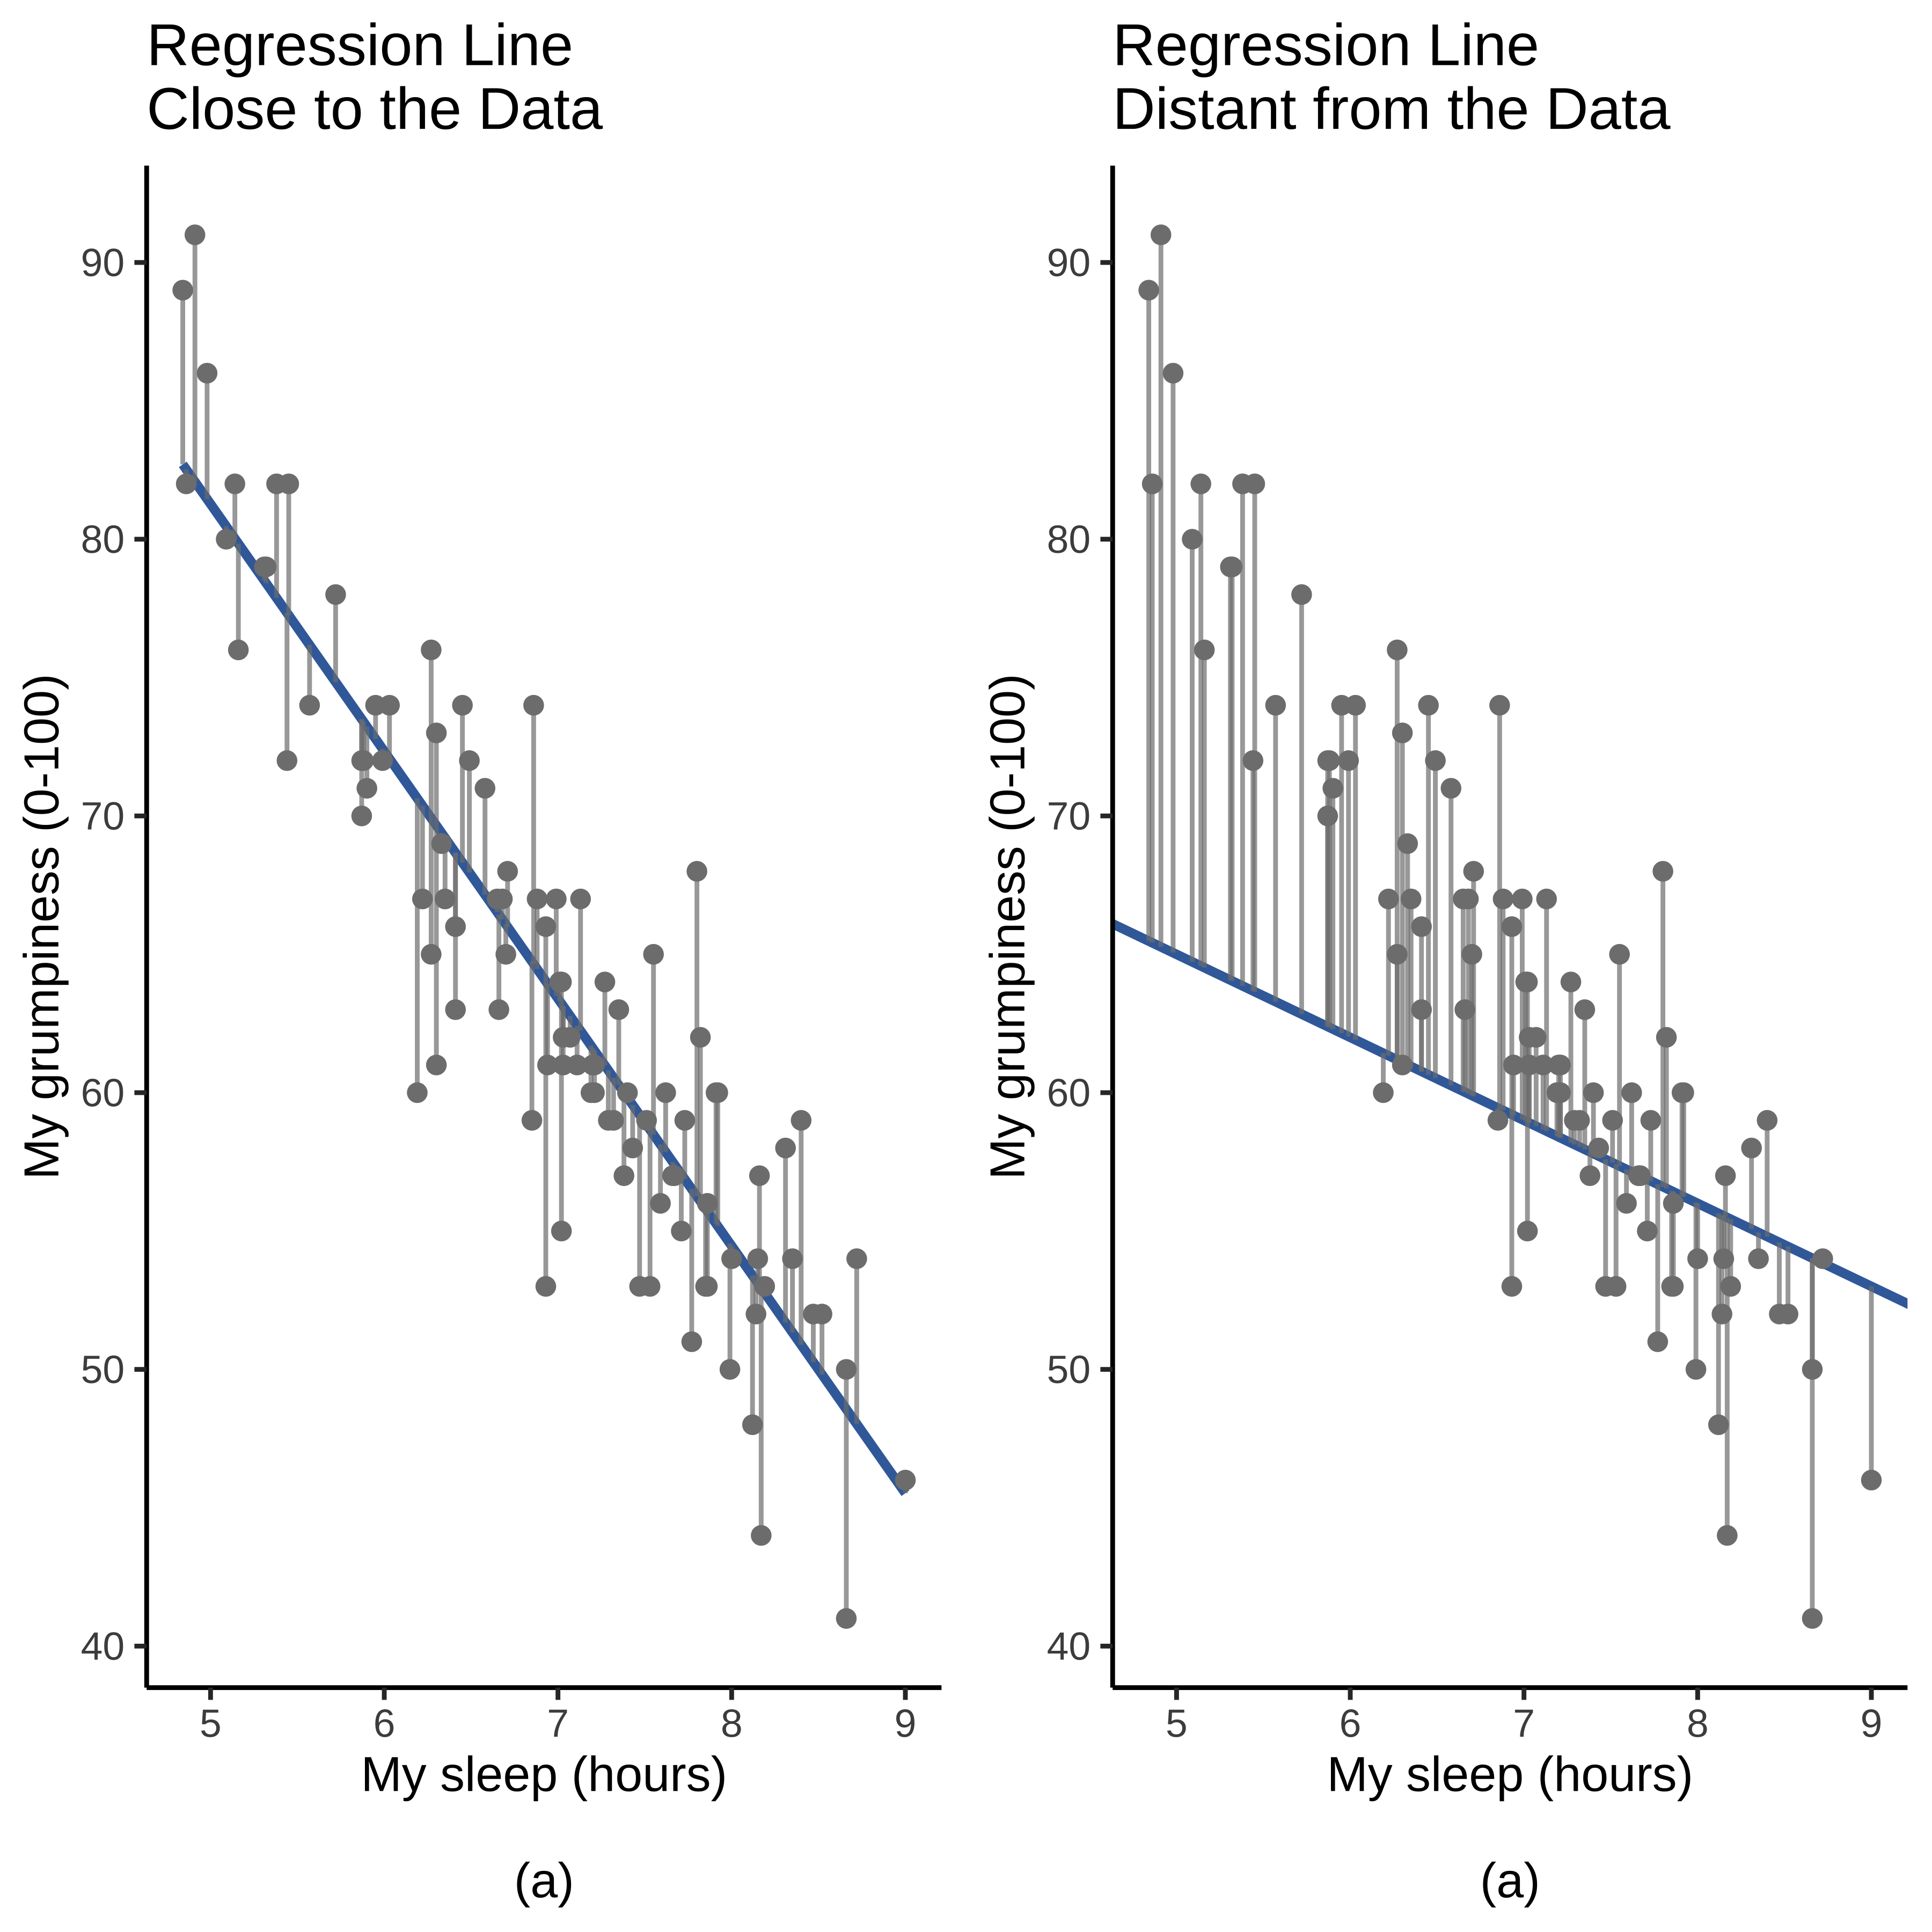 Regression Line
Close to the Data
My grumpiness (0-100)
90
80
70
60
50
40
5 6 7 8 9
My sleep (hours)
(a)
Regression Line
Distant from the Data
My grumpiness (0-100)
90
80
70
60
50
40
5 6 7 8 9
My sleep (hours)
(a)